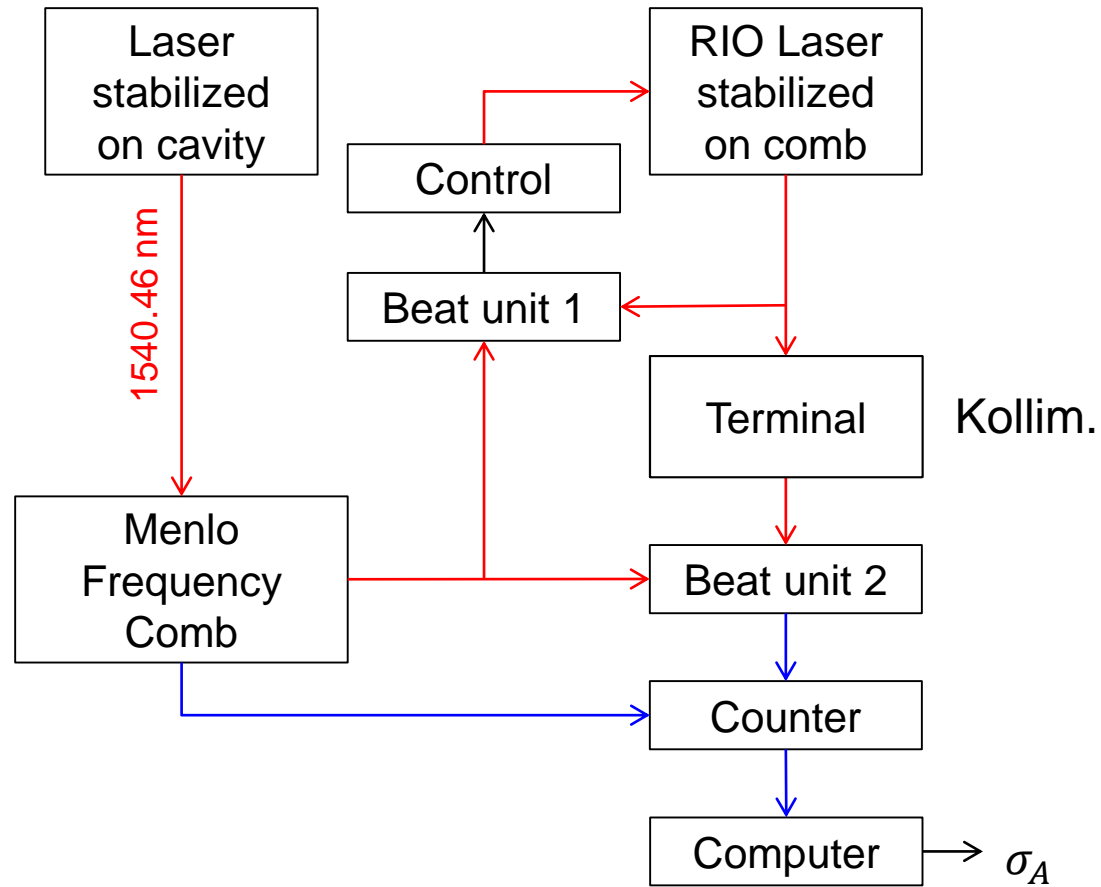 Laser
stabilized
on cavity
RIO Laser
stabilized
on comb
Control
1540.46 nm
Beat unit 1
Terminal
Kollim.
Menlo
Frequency
Comb
Beat unit 2
Counter
Computer
σ_A